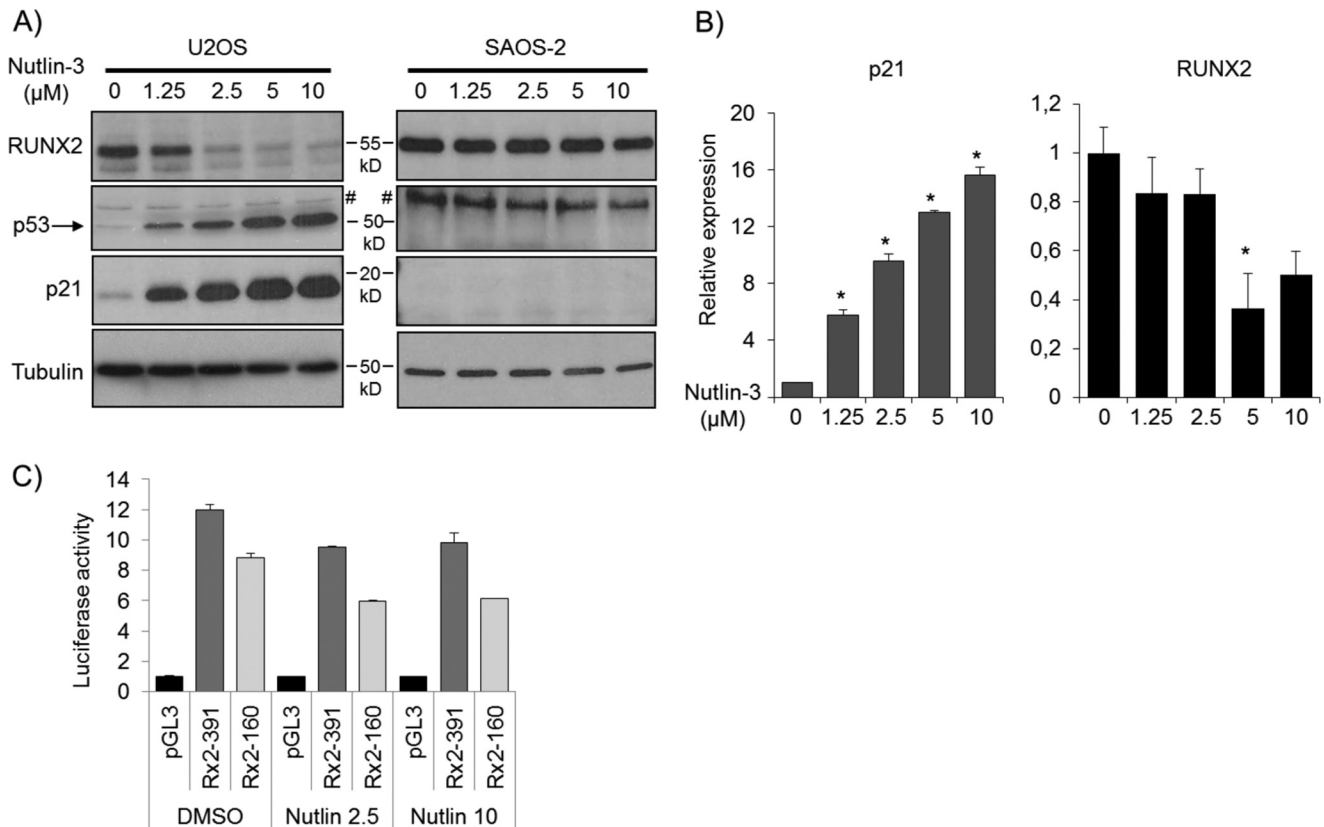 A)
U2OS
SAOS-2
Nutlin-3
(µM)
0 1.25 2.5 5 10
0 1.25 2.5 5 10
RUNX2
55
kD
# #
p53
50
kD
p21
20
kD
Tubulin
50
kD
B)
p21
RUNX2
Relative expression
20
16
12
8
4
* * * *
Nutlin-3
(µM)
0 1.25 2.5 5 10
1,2
1
0,8
0,6
0,4
0,2
0
*
0 1.25 2.5 5 10
C)
Luciferase activity
14
12
10
8
6
4
2
0
pGL3 Rx2-391 Rx2-160 pGL3 Rx2-391 Rx2-160 pGL3 Rx2-391 Rx2-160
DMSO Nutlin 2.5 Nutlin 10